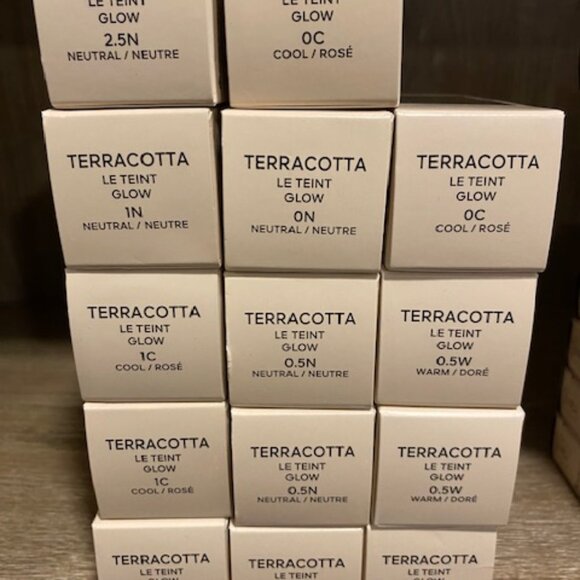 LE TEINT
GLOW
2.5N
NEUTRAL / NEUTRE
LE TEINT
GLOW
0C
COOL / ROSÉ
TERRACOTTA
LE TEINT
GLOW
1N
NEUTRAL / NEUTRE
TERRACOTTA
LE TEINT
GLOW
0N
NEUTRAL / NEUTRE
TERRACOTTA
LE TEINT
GLOW
0C
COOL / ROSÉ
TERRACOTTA
LE TEINT
GLOW
1C
COOL / ROSÉ
TERRACOTTA
LE TEINT
GLOW
0.5N
NEUTRAL / NEUTRE
TERRACOTTA
LE TEINT
GLOW
0.5W
WARM / DORÉ
TERRACOTTA
LE TEINT
GLOW
1C
COOL / ROSÉ
TERRACOTTA
LE TEINT
GLOW
0.5N
NEUTRAL / NEUTRE
TERRACOTTA
LE TEINT
GLOW
0.5W
WARM / DORÉ
TERRACOTTA
LE TEINT
TERRACOTTA
LE TEINT
TERRACOTTA
LE TEINT